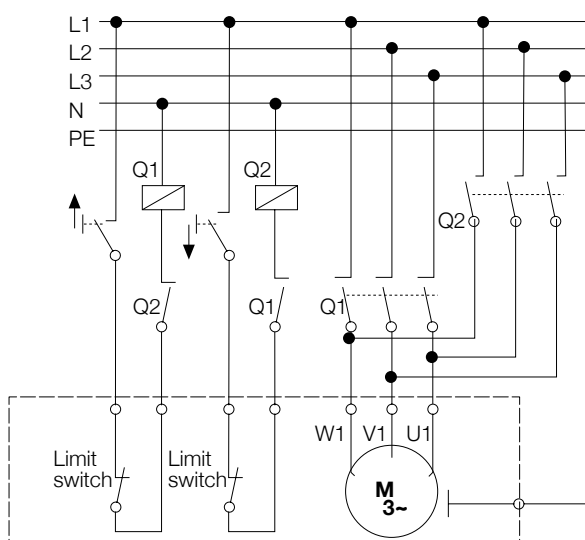 L1
L2
L3
N
PE
Q1
Q2
Q2
Q2
Q1
Q1
W1
V1
U1
Limit
switch
Limit
switch
M
3~